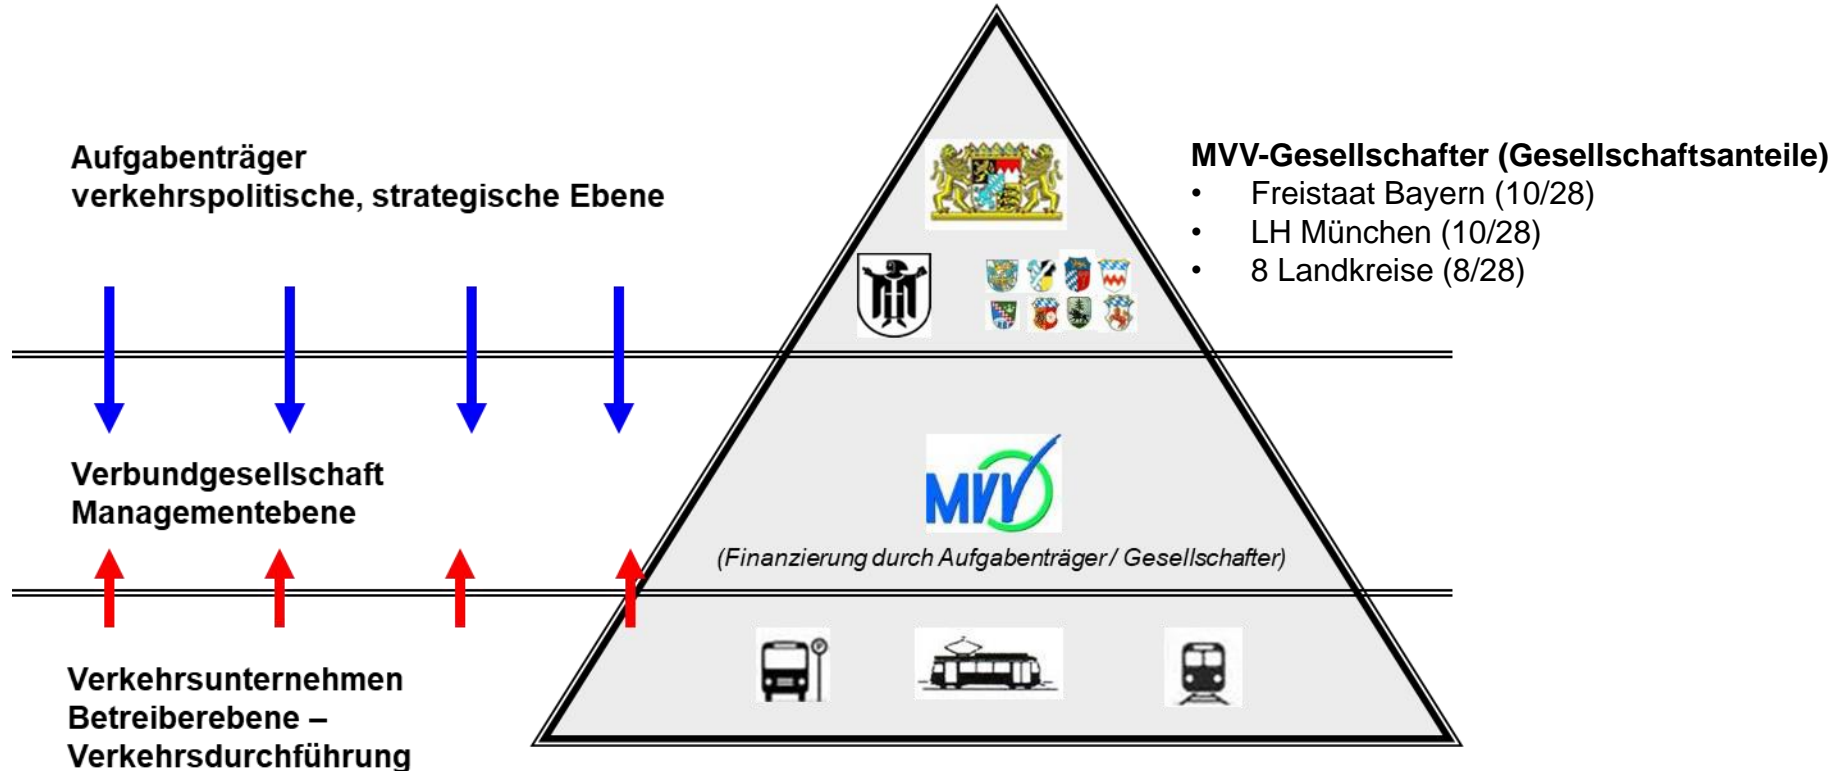 Aufgabenträger
verkehrspolitische, strategische Ebene
MVV-Gesellschafter (Gesellschaftsanteile)
• Freistaat Bayern (10/28)
• LH München (10/28)
• 8 Landkreise (8/28)
Verbundgesellschaft
Managementebene
MVV
(Finanzierung durch Aufgabenträger / Gesellschafter)
Verkehrsunternehmen
Betreiberebene –
Verkehrsdurchführung